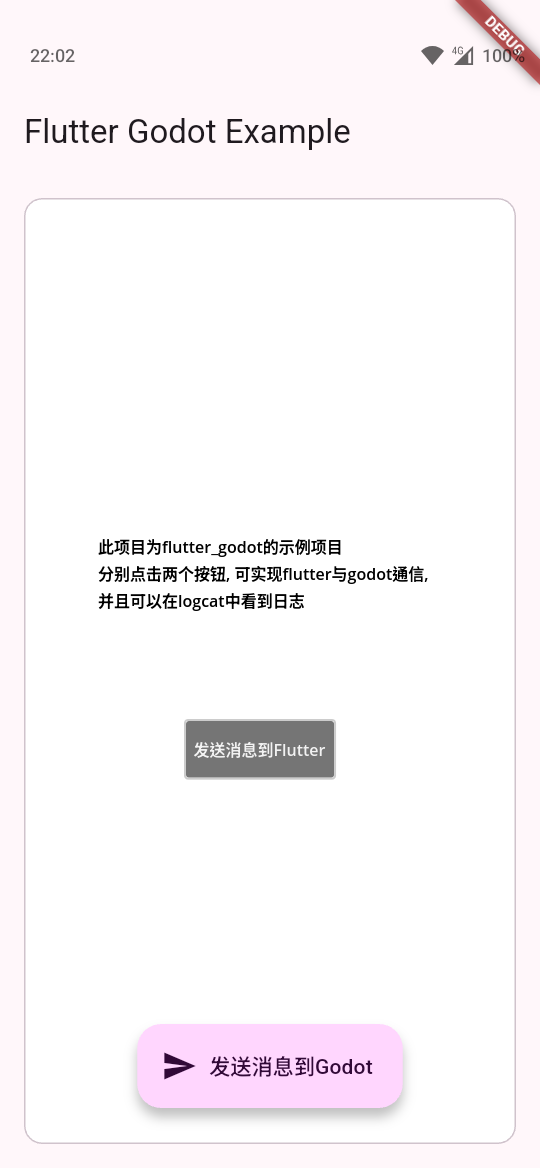 22:02
4G
100%
DEBUG
Flutter Godot Example
此项目为flutter_godot的示例项目
分别点击两个按钮, 可实现flutter与godot通信,
并且可以在logcat中看到日志
发送消息到Flutter
发送消息到Godot